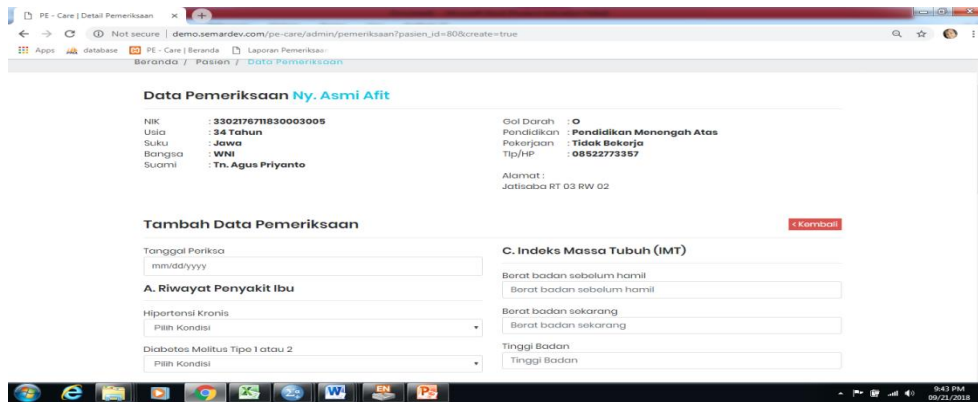 PE - Care | Detail Pemeriksaan
Not secure | demo.semardev.com/pe-care/admin/pemeriksaan?pasien_id=80&create=true
Apps database PE - Care | Beranda Laporan Pemeriksaan
Beranda / Pasien / Data Pemeriksaan
Data Pemeriksaan Ny. Asmi Afit
NIK : 3302176711830003005
Usia : 34 Tahun
Suku : Jawa
Bangsa : WNI
Suami : Tn. Agus Priyanto
Gol Darah : O
Pendidikan : Pendidikan Menengah Atas
Pekerjaan : Tidak Bekerja
Tlp/HP : 08522773357
Alamat :
Jatisaba RT 03 RW 02
Tambah Data Pemeriksaan
< Kembali
Tanggal Periksa
mm/dd/yyyy
A. Riwayat Penyakit Ibu
Hipertensi Kronis
Pilih Kondisi
Diabetes Melitus Tipe 1 atau 2
Pilih Kondisi
C. Indeks Massa Tubuh (IMT)
Berat badan sebelum hamil
Berat badan sebelum hamil
Berat badan sekarang
Berat badan sekarang
Tinggi Badan
Tinggi Badan
EN
9:43 PM
09/21/2018